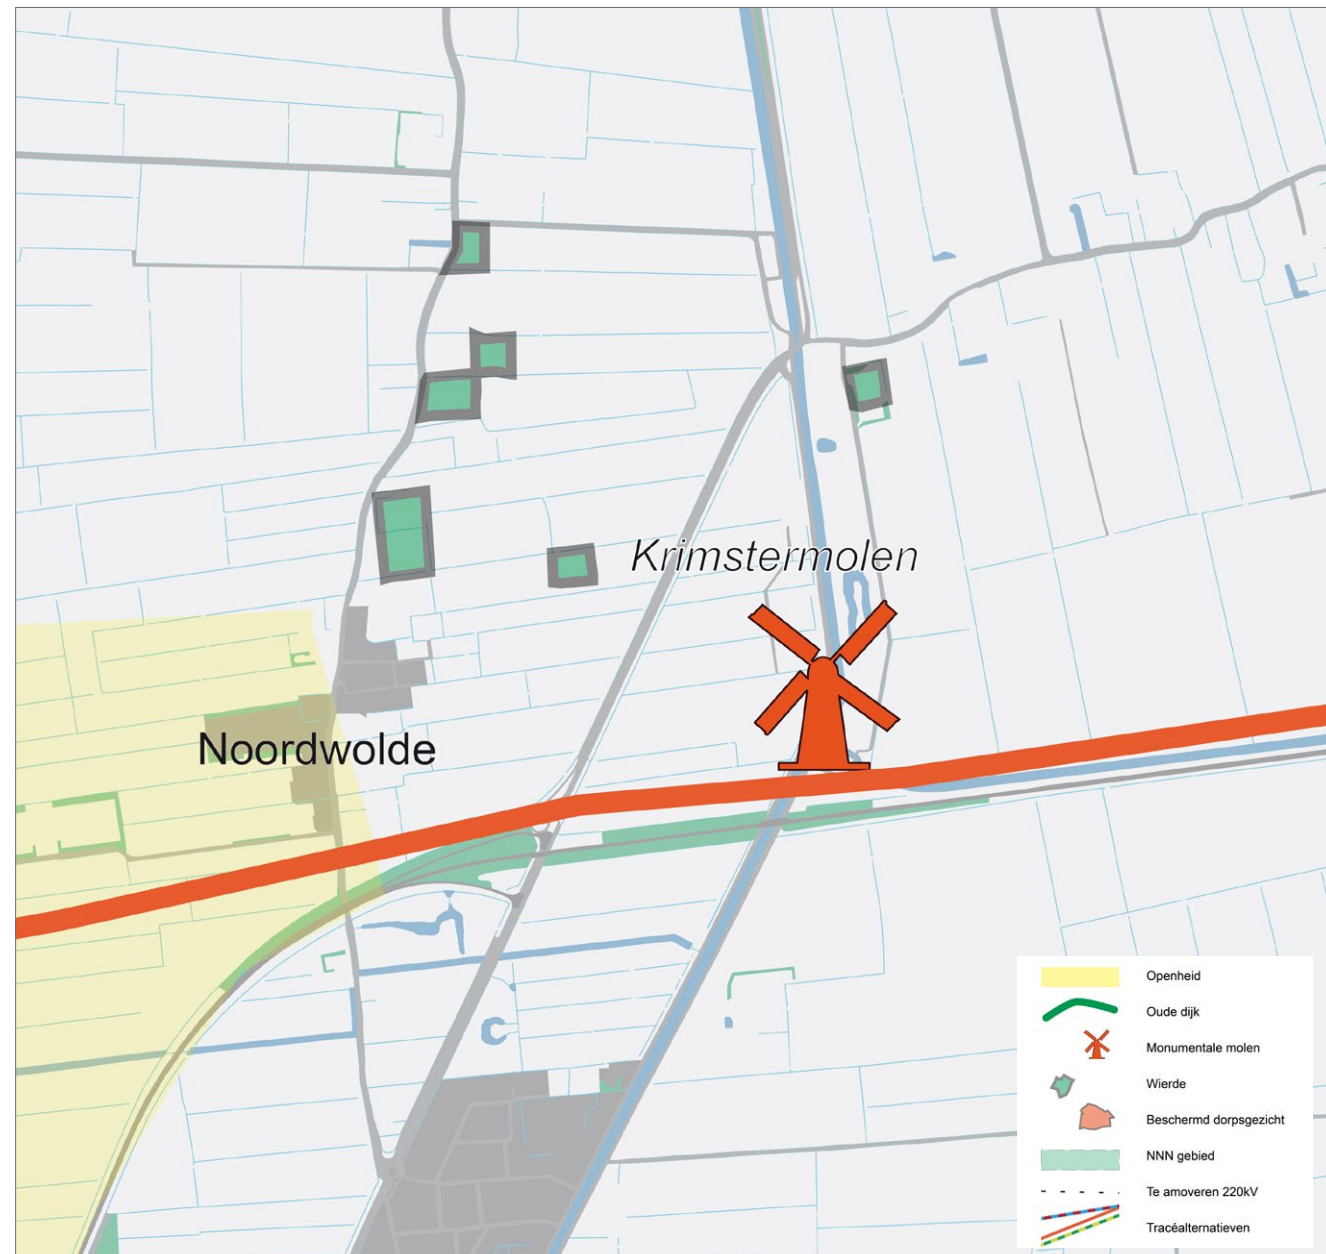 Krimstermolen
Noordwolde
Openheid
Oude dijk
Monumentale molen
Wierde
Beschermd dorpsgezicht
NNN gebied
Te amoveren 220kV
Tracéalternatieven